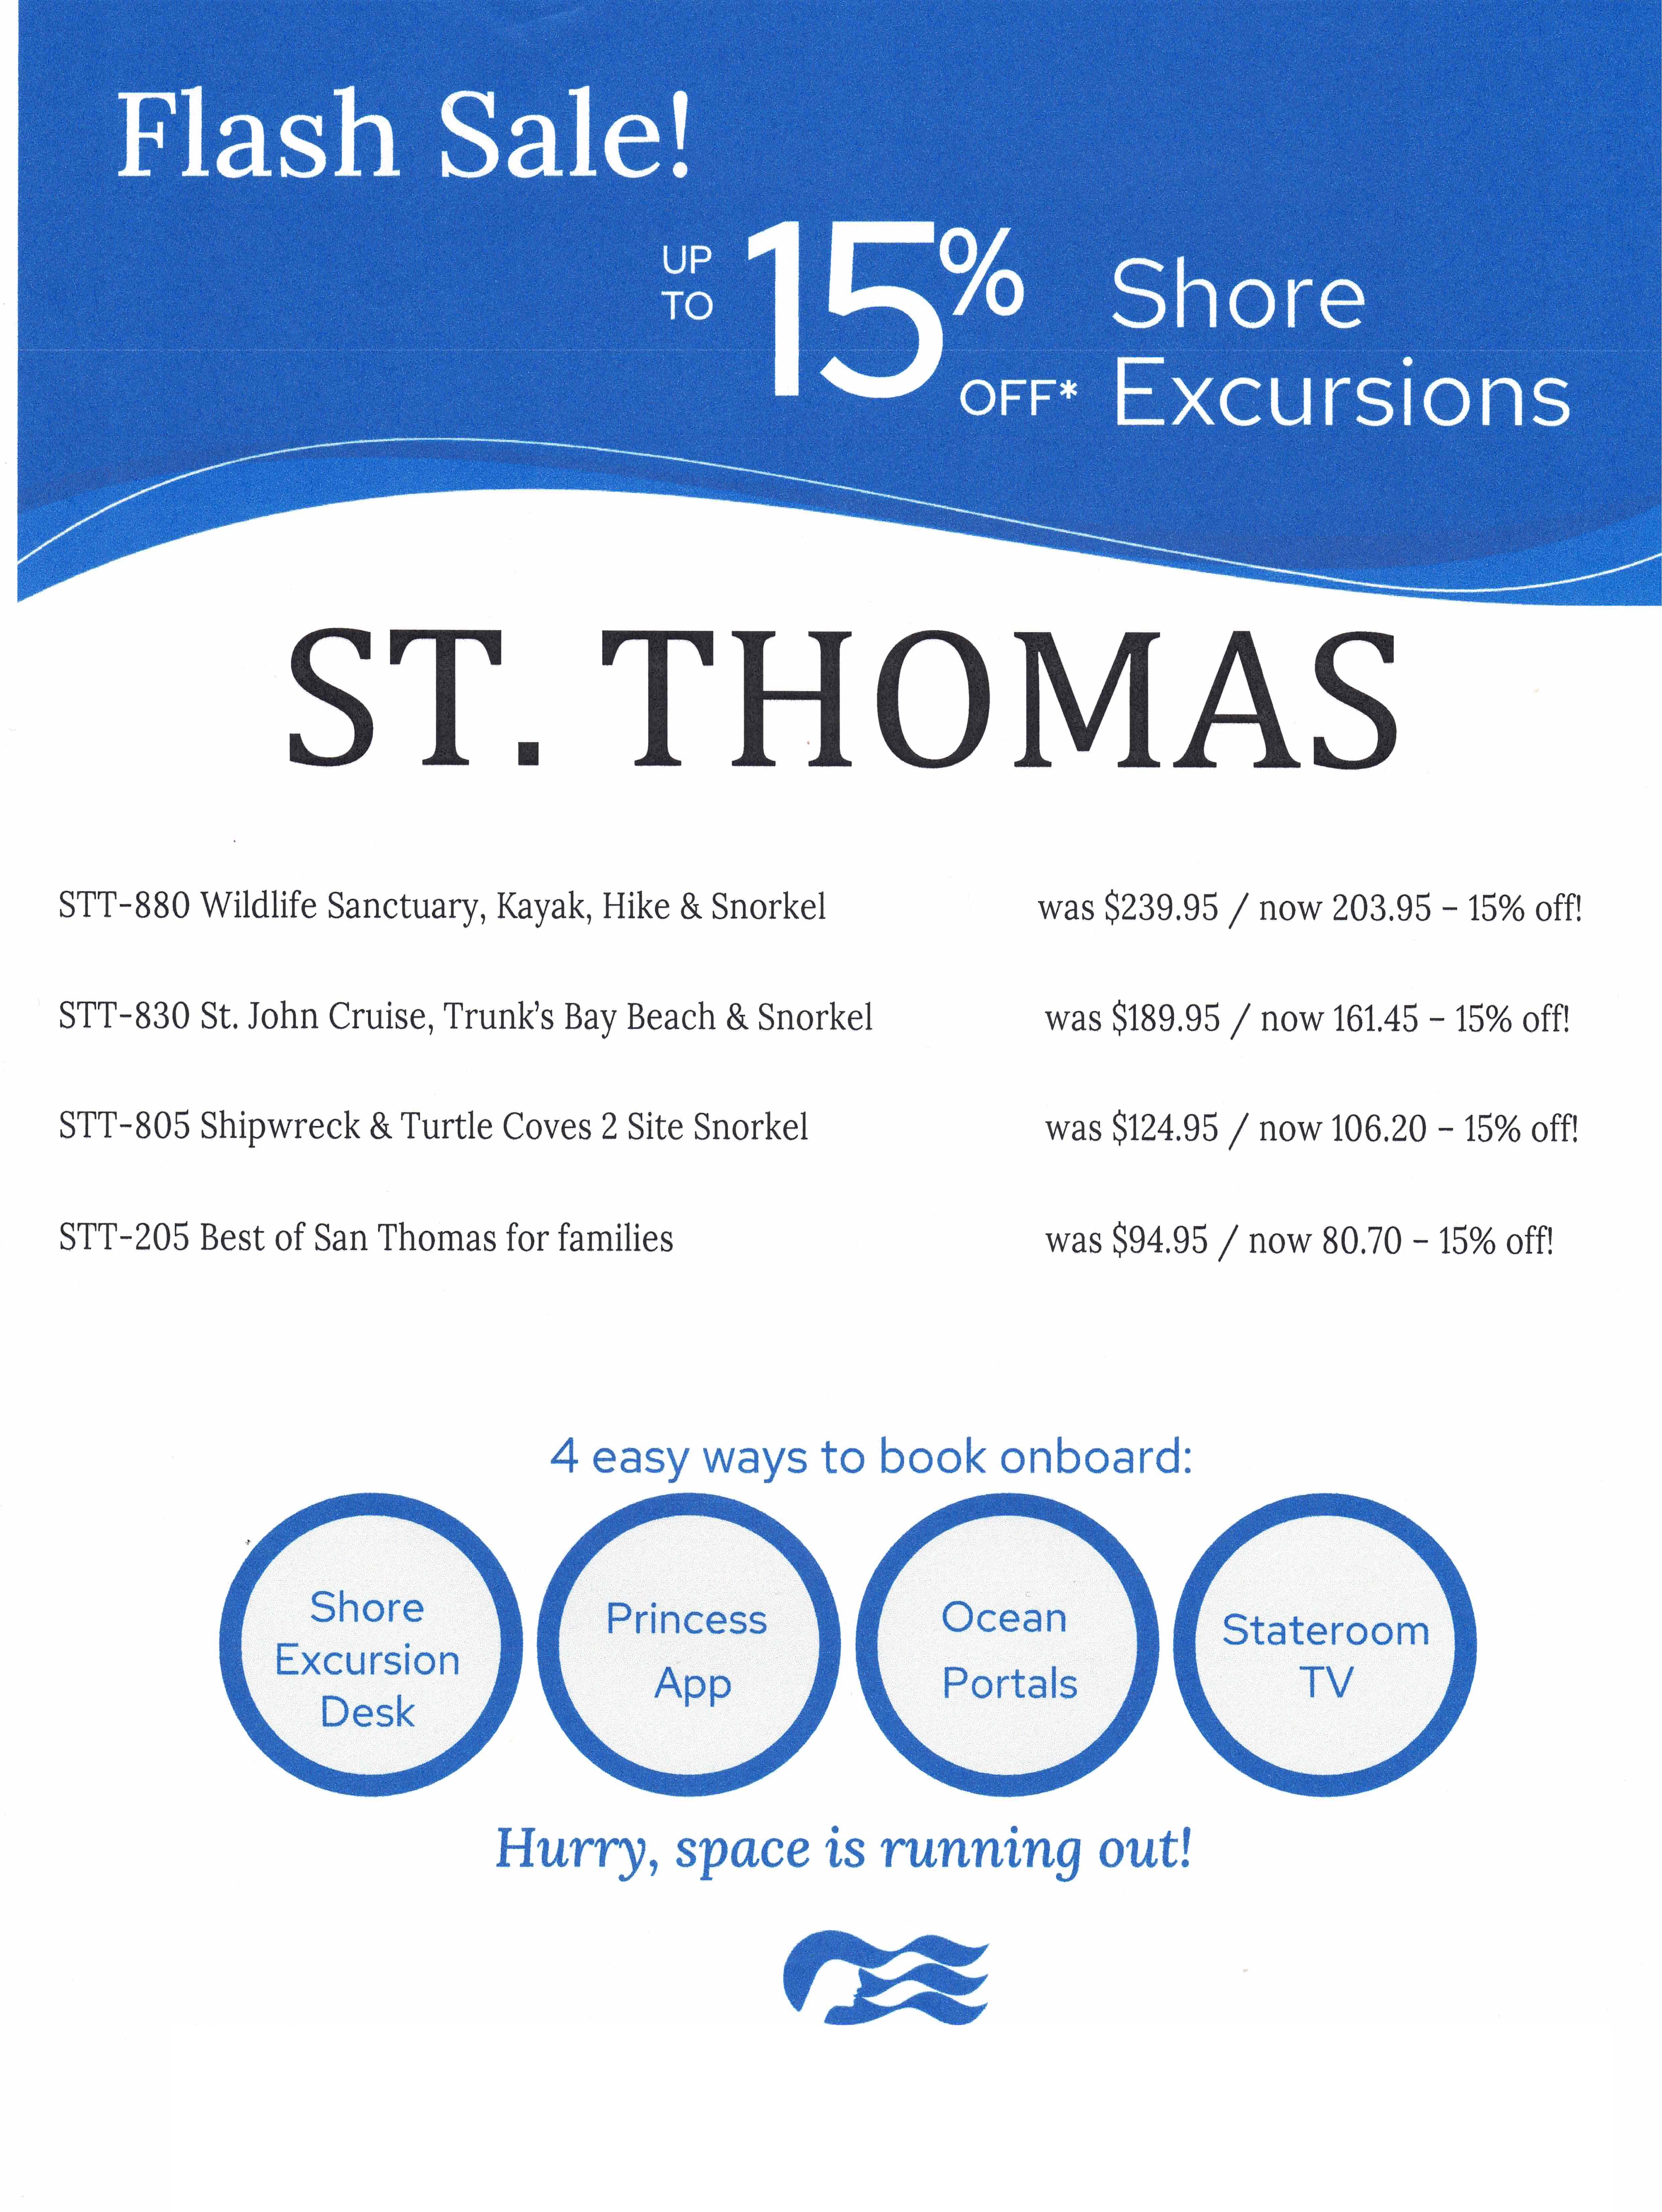 Flash Sale!
UP TO 15% OFF* Shore Excursions
ST. THOMAS
STT-880 Wildlife Sanctuary, Kayak, Hike & Snorkel was $239.95 / now 203.95 – 15% off!
STT-830 St. John Cruise, Trunk's Bay Beach & Snorkel was $189.95 / now 161.45 – 15% off!
STT-805 Shipwreck & Turtle Coves 2 Site Snorkel was $124.95 / now 106.20 – 15% off!
STT-205 Best of San Thomas for families was $94.95 / now 80.70 – 15% off!
4 easy ways to book onboard:
Shore
Excursion
Desk
Princess
App
Ocean
Portals
Stateroom
TV
Hurry, space is running out!